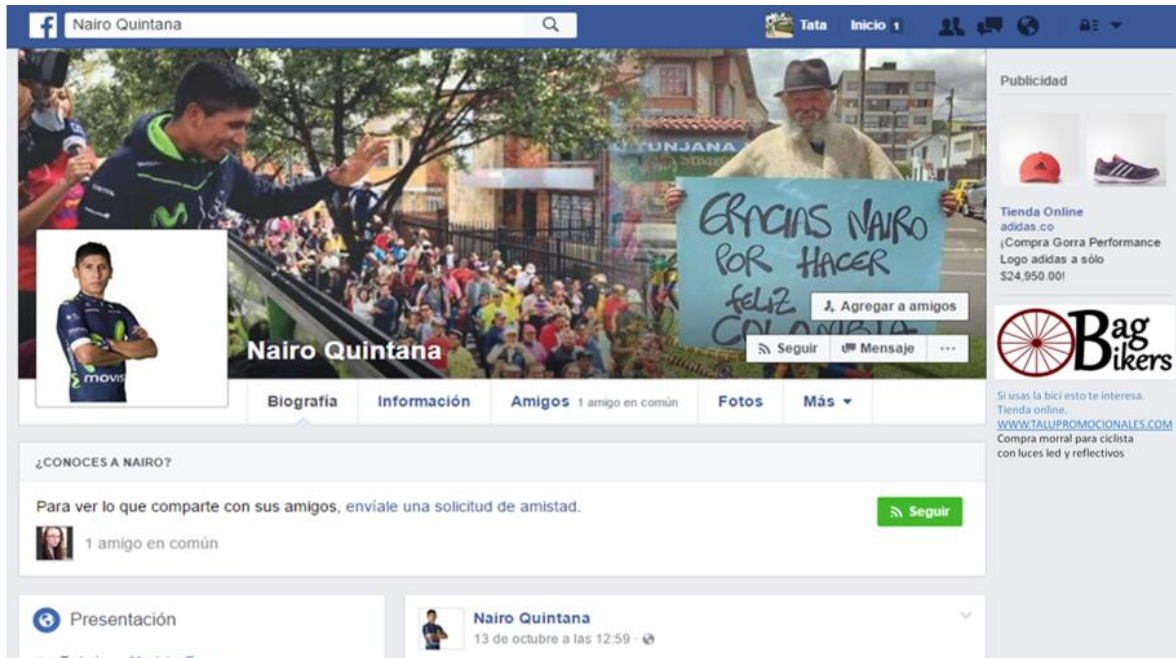 Nairo Quintana
Tata
Inicio 1
TUNJANA
GRACIAS NAIRO
POR HACER
FELIZ
COLOMBIA
Agregar a amigos
Seguir
Mensaje
Nairo Quintana
movis
Biografía
Información
Amigos 1 amigo en común
Fotos
Más
¿CONOCES A NAIRO?
Para ver lo que comparte con sus amigos, envíale una solicitud de amistad.
Seguir
1 amigo en común
Presentación
Nairo Quintana
13 de octubre a las 12:59
Publicidad
Tienda Online
adidas.co
¡Compra Gorra Performance
Logo adidas a sólo
$24,950.00!
Bag
Bikers
Si usas la bici esto te interesa.
Tienda online.
WWW.TALUPROMOCIONALES.COM
Compra morral para ciclista
con luces led y reflectivos